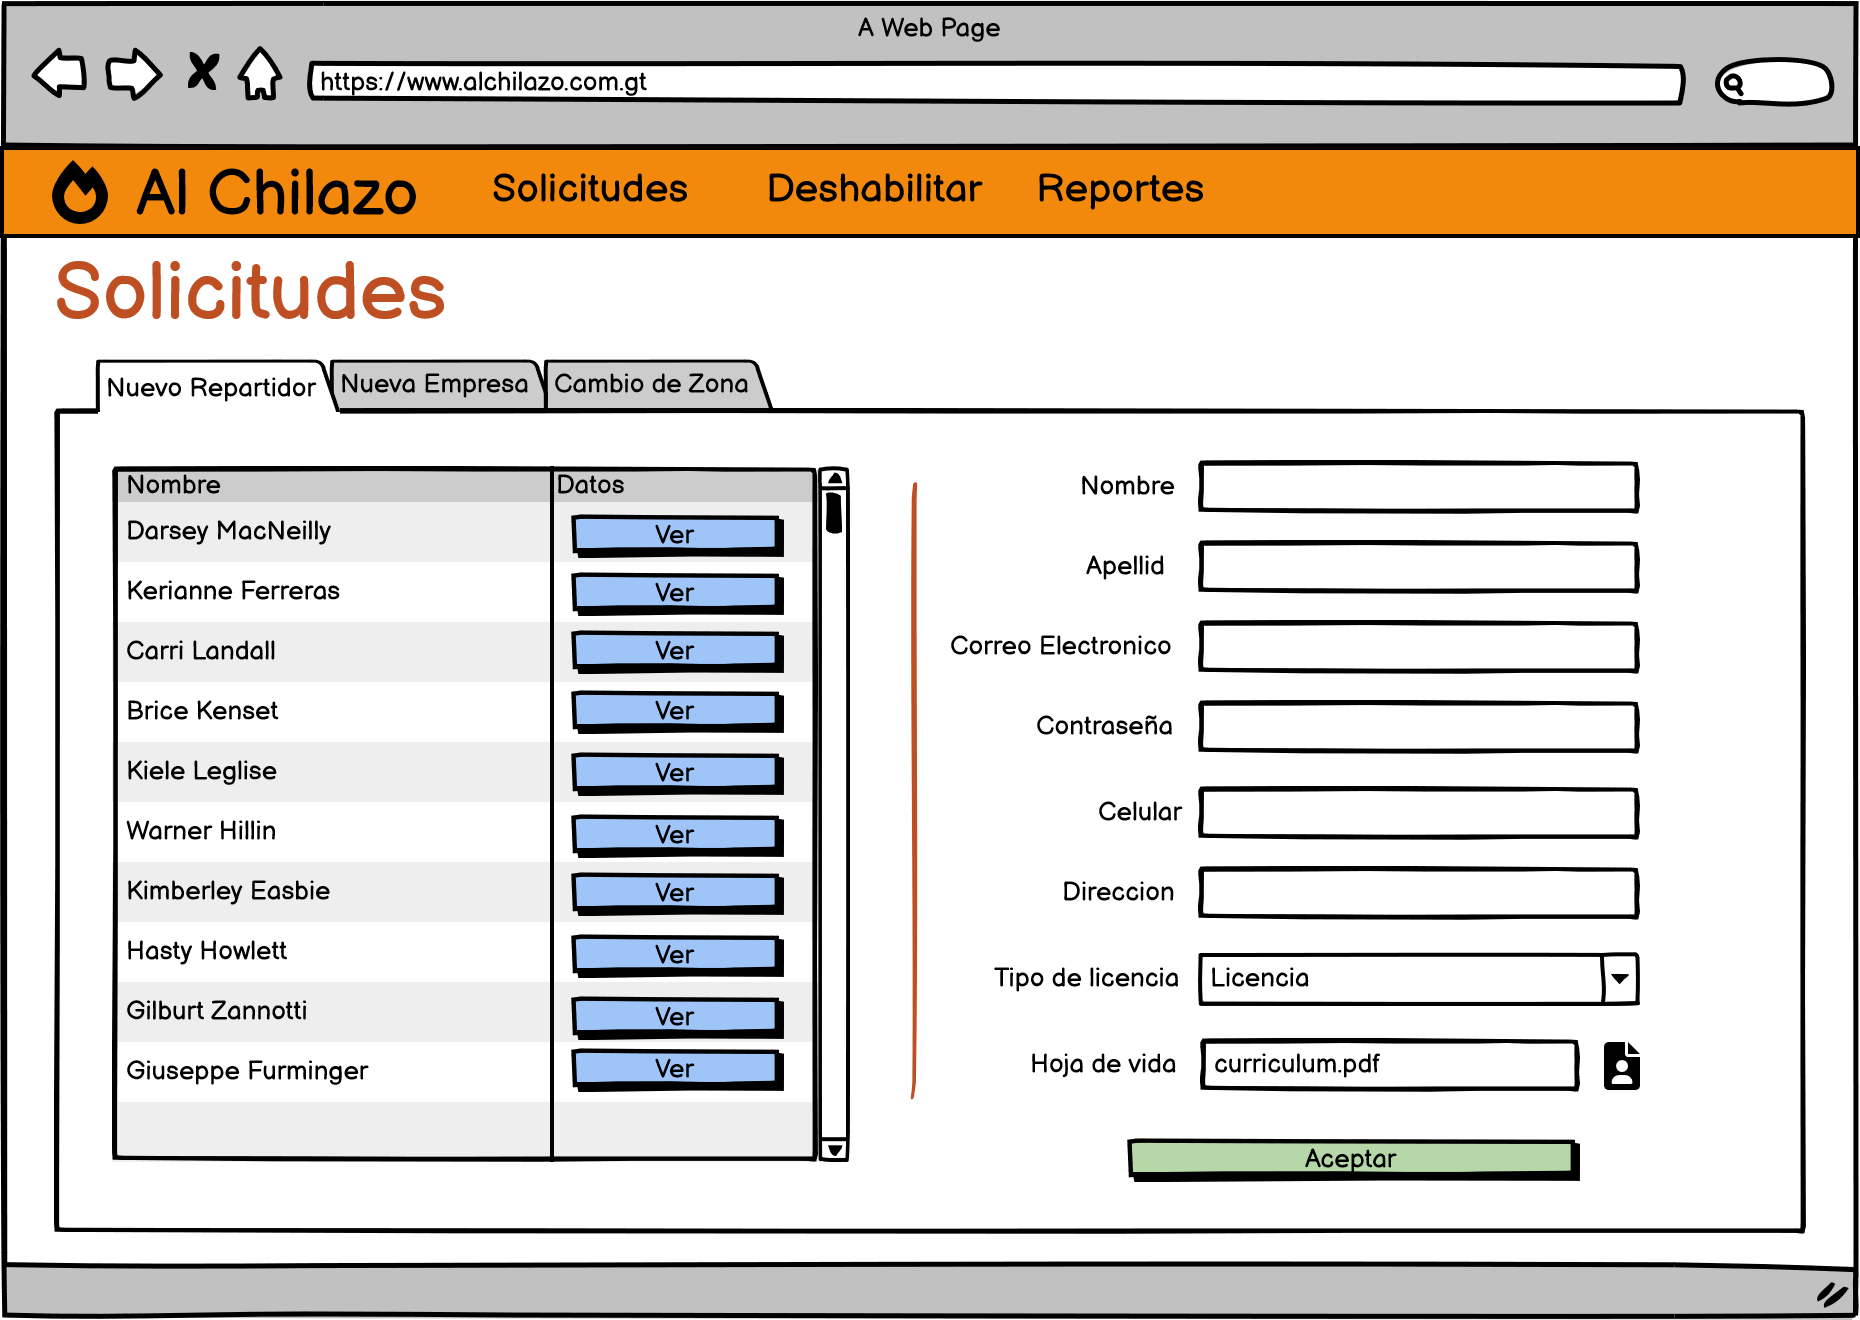 A Web Page
https://www.alchilazo.com.gt
Al Chilazo Solicitudes Deshabilitar Reportes
Solicitudes
Nuevo Repartidor Nueva Empresa Cambio de Zona
Nombre Datos
Darsey MacNeilly Ver
Kerianne Ferreras Ver
Carri Landall Ver
Brice Kenset Ver
Kiele Leglise Ver
Warner Hillin Ver
Kimberley Easbie Ver
Hasty Howlett Ver
Gilburt Zannotti Ver
Giuseppe Furminger Ver
Nombre
Apellid
Correo Electronico
Contraseña
Celular
Direccion
Tipo de licencia Licencia
Hoja de vida curriculum.pdf
Aceptar